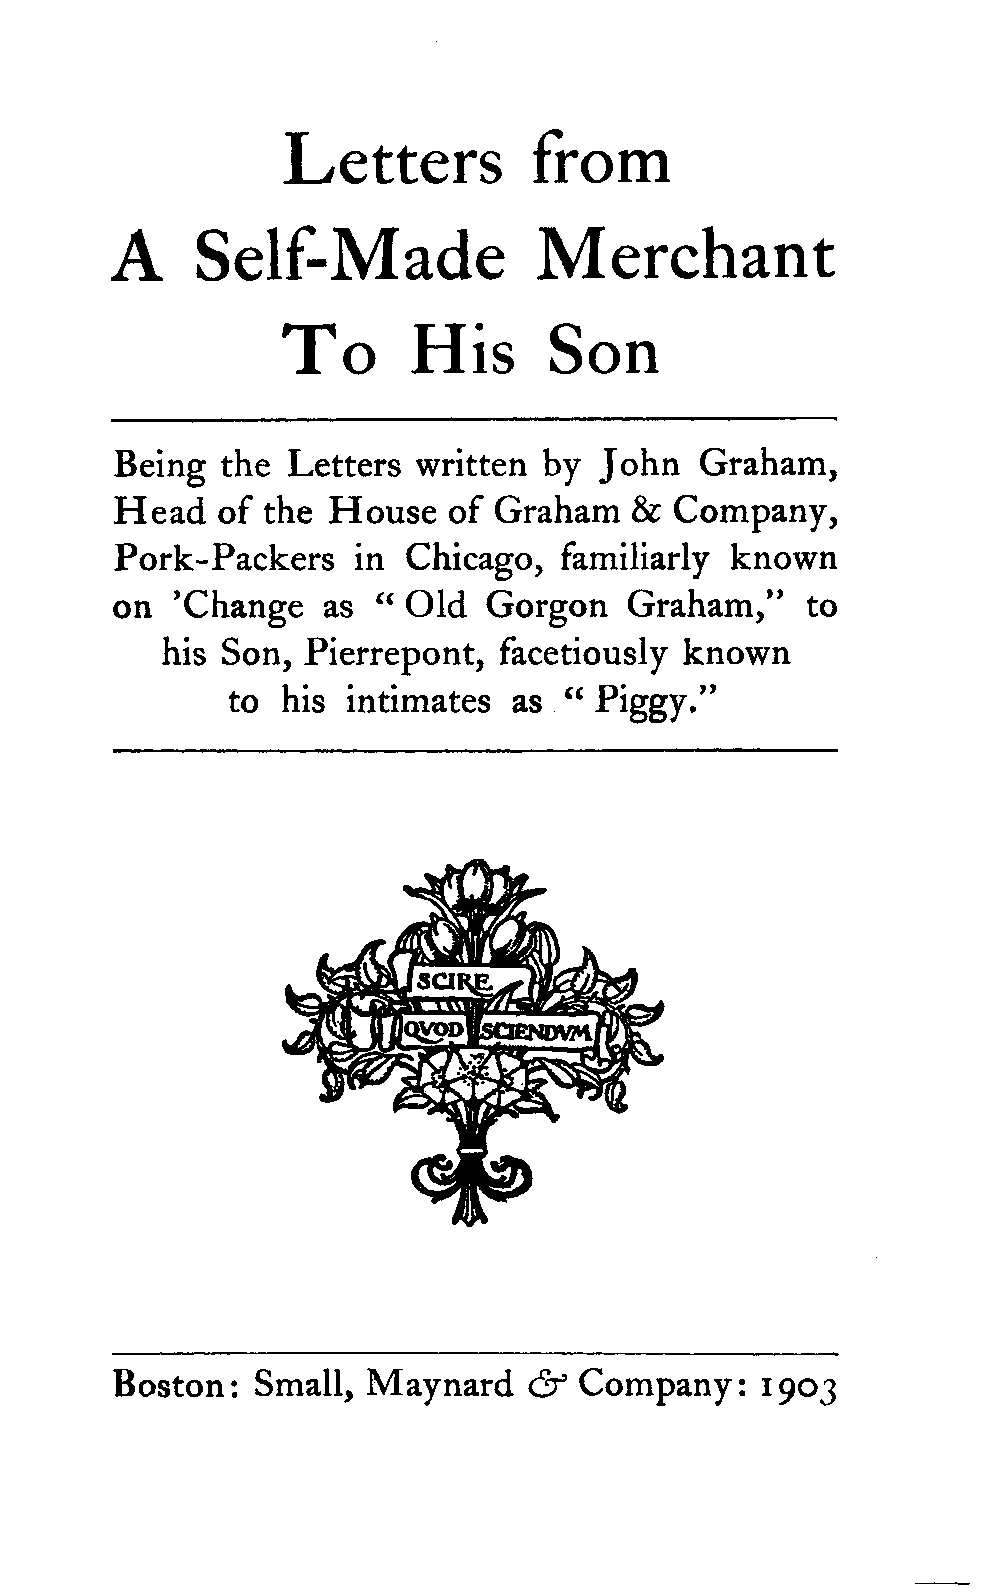 Letters from
A Self-Made Merchant
To His Son
Being the Letters written by John Graham,
Head of the House of Graham & Company,
Pork-Packers in Chicago, familiarly known
on 'Change as “ Old Gorgon Graham,” to
his Son, Pierrepont, facetiously known
to his intimates as “ Piggy.”
SCIRE
QVOD SCIENDVM
Boston: Small, Maynard & Company: 1903